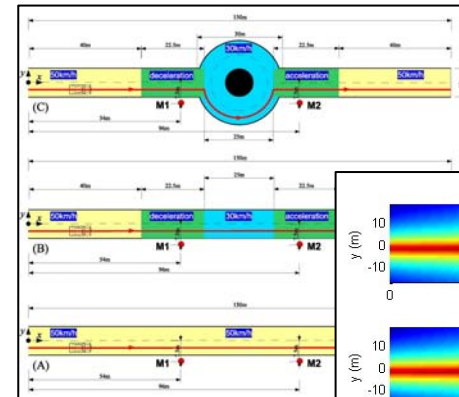 150m
30m
40m
22.5m
22.5m
40m
y
x
50km/h
deceleration
30km/h
acceleration
50km/h
(C)
M1
M2
54m
96m
25m
150m
25m
40m
22.5m
22.5m
y
x
50km/h
deceleration
30km/h
acceleration
(B)
M1
M2
54m
96m
150m
y
x
50km/h
50km/h
(A)
M1
M2
54m
96m
y (m)
10
0
-10
0
y (m)
10
0
-10